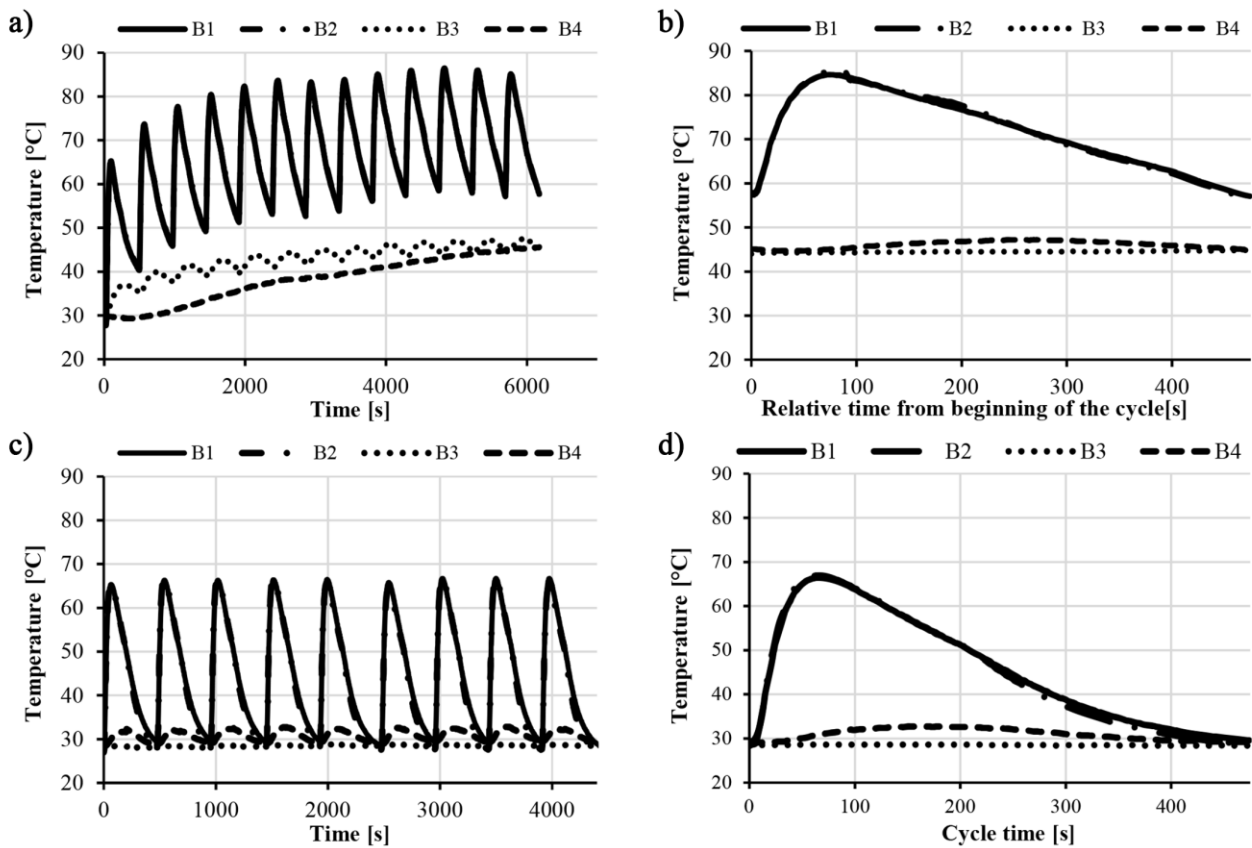 a)
B1 B2 B3 B4
90
80
70
60
50
40
30
20
Temperature [°C]
0 2000 4000 6000
Time [s]
b)
B1 B2 B3 B4
90
80
70
60
50
40
30
20
Temperature [°C]
0 100 200 300 400
Relative time from beginning of the cycle[s]
c)
B1 B2 B3 B4
90
80
70
60
50
40
30
20
Temperature [°C]
0 1000 2000 3000 4000
Time [s]
d)
B1 B2 B3 B4
90
80
70
60
50
40
30
20
Temperature [°C]
0 100 200 300 400
Cycle time [s]